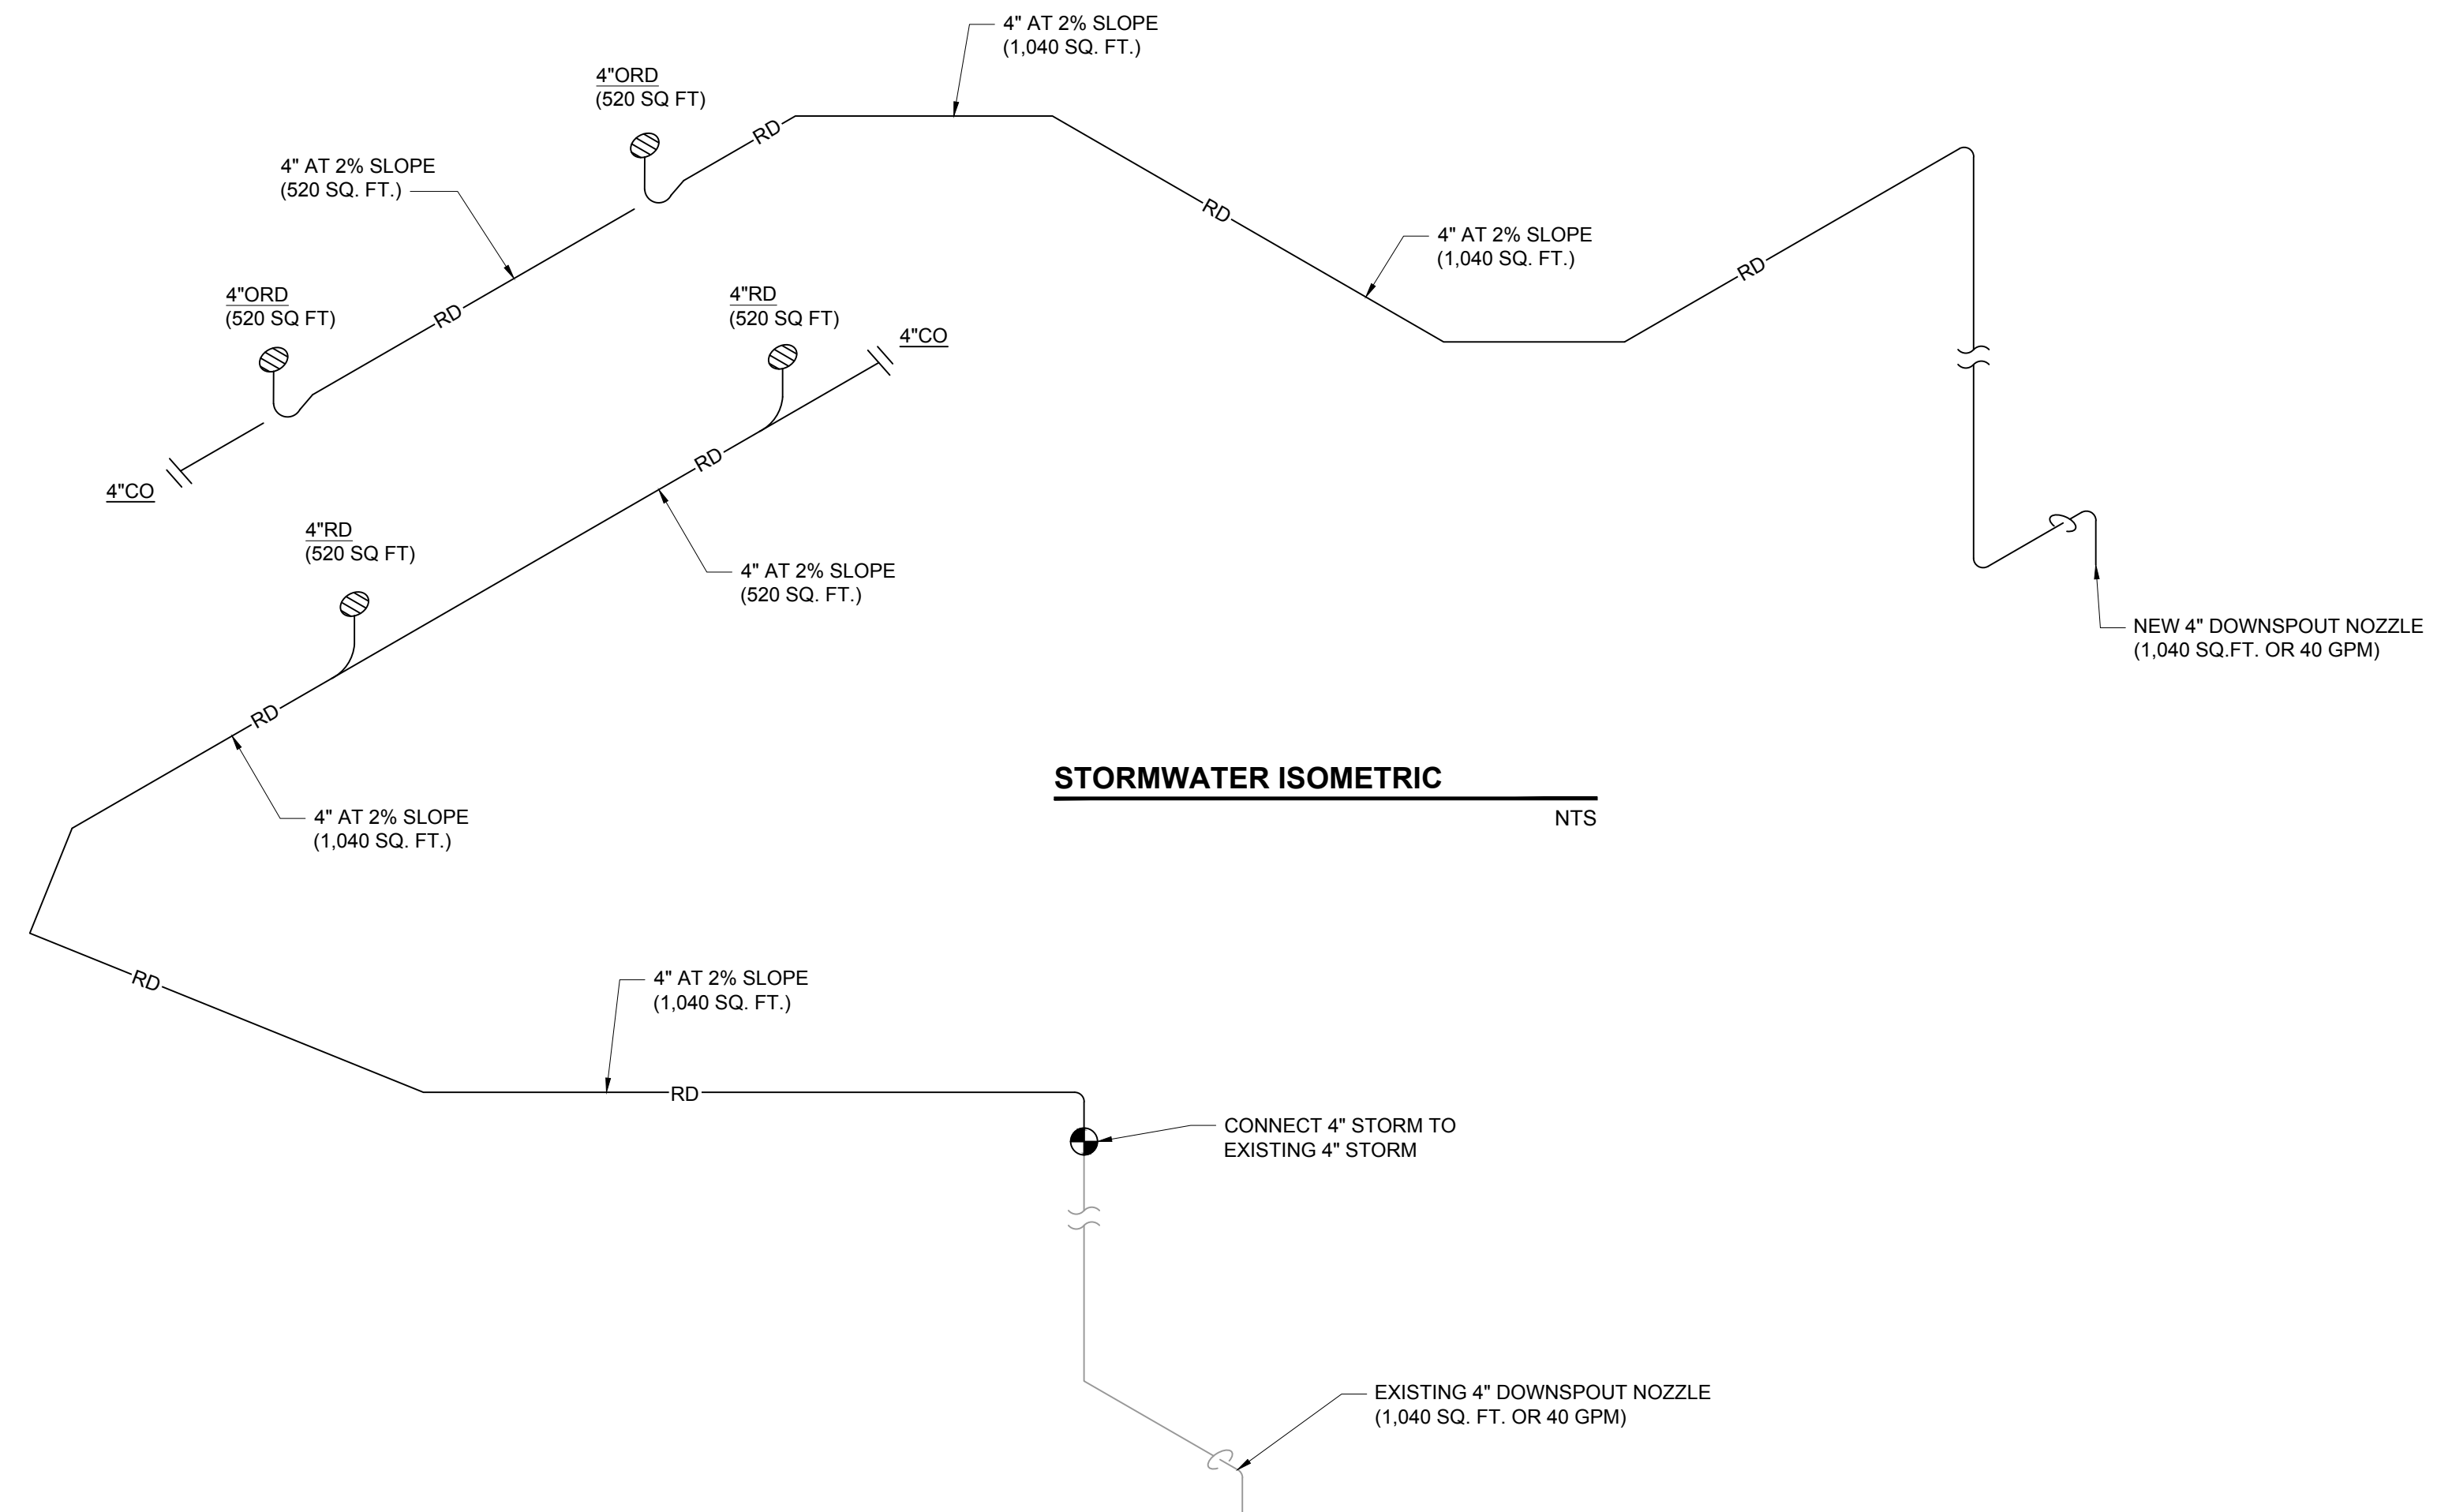 4" AT 2% SLOPE
(1,040 SQ. FT.)
4"ORD
(520 SQ FT)
RD
4" AT 2% SLOPE
(520 SQ. FT.)
RD
4" AT 2% SLOPE
(1,040 SQ. FT.)
RD
4"ORD
(520 SQ FT)
RD
4"RD
(520 SQ FT)
4"CO
RD
4"CO
4"RD
(520 SQ FT)
4" AT 2% SLOPE
(520 SQ. FT.)
NEW 4" DOWNSPOUT NOZZLE
(1,040 SQ.FT. OR 40 GPM)
RD
STORMWATER ISOMETRIC
NTS
4" AT 2% SLOPE
(1,040 SQ. FT.)
RD
4" AT 2% SLOPE
(1,040 SQ. FT.)
RD
CONNECT 4" STORM TO
EXISTING 4" STORM
EXISTING 4" DOWNSPOUT NOZZLE
(1,040 SQ. FT. OR 40 GPM)